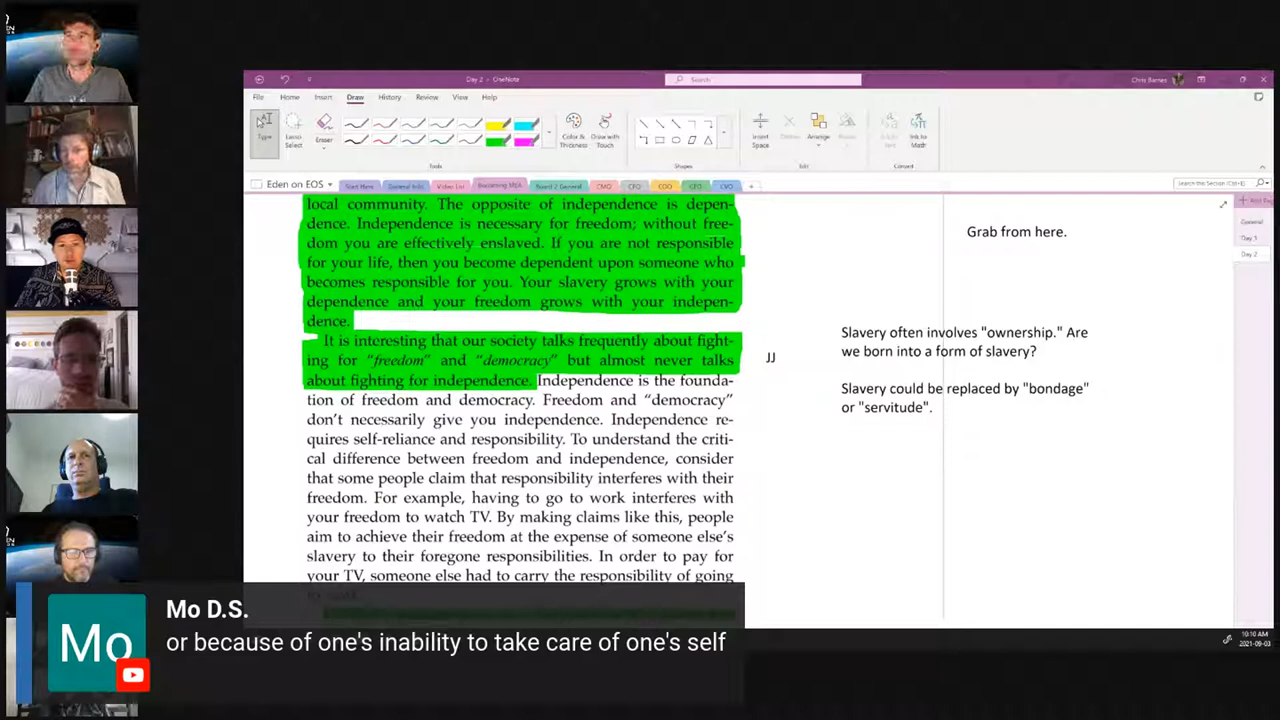 Day 2 - OneNote
Search
Chris Barnes
File Home Insert Draw History Review View Help
Type
Lasso
Select
Eraser
Color &
Thickness
Draw with
Touch
Insert
Space
Arrange
Ink to
Math
Tools
Shapes
Edit
Convert
Eden on EOS
Start Here General Info Video List Becoming MEA Board 2 General CMO CFO COO CEO CVO
Search this Section (Ctrl+E)
General
Day 1
Day 2
local community. The opposite of independence is depen-
dence. Independence is necessary for freedom; without free-
dom you are effectively enslaved. If you are not responsible
for your life, then you become dependent upon someone who
becomes responsible for you. Your slavery grows with your
dependence and your freedom grows with your indepen-
dence.
It is interesting that our society talks frequently about fight-
ing for “freedom” and “democracy” but almost never talks
about fighting for independence. Independence is the founda-
tion of freedom and democracy. Freedom and “democracy”
don’t necessarily give you independence. Independence re-
quires self-reliance and responsibility. To understand the criti-
cal difference between freedom and independence, consider
that some people claim that responsibility interferes with their
freedom. For example, having to go to work interferes with
your freedom to watch TV. By making claims like this, people
aim to achieve their freedom at the expense of someone else’s
slavery to their foregone responsibilities. In order to pay for
your TV, someone else had to carry the responsibility of going
JJ
Grab from here.
Slavery often involves "ownership." Are
we born into a form of slavery?
Slavery could be replaced by "bondage"
or "servitude".
10:10 AM
2021-09-03
Mo
Mo D.S.
or because of one's inability to take care of one's self